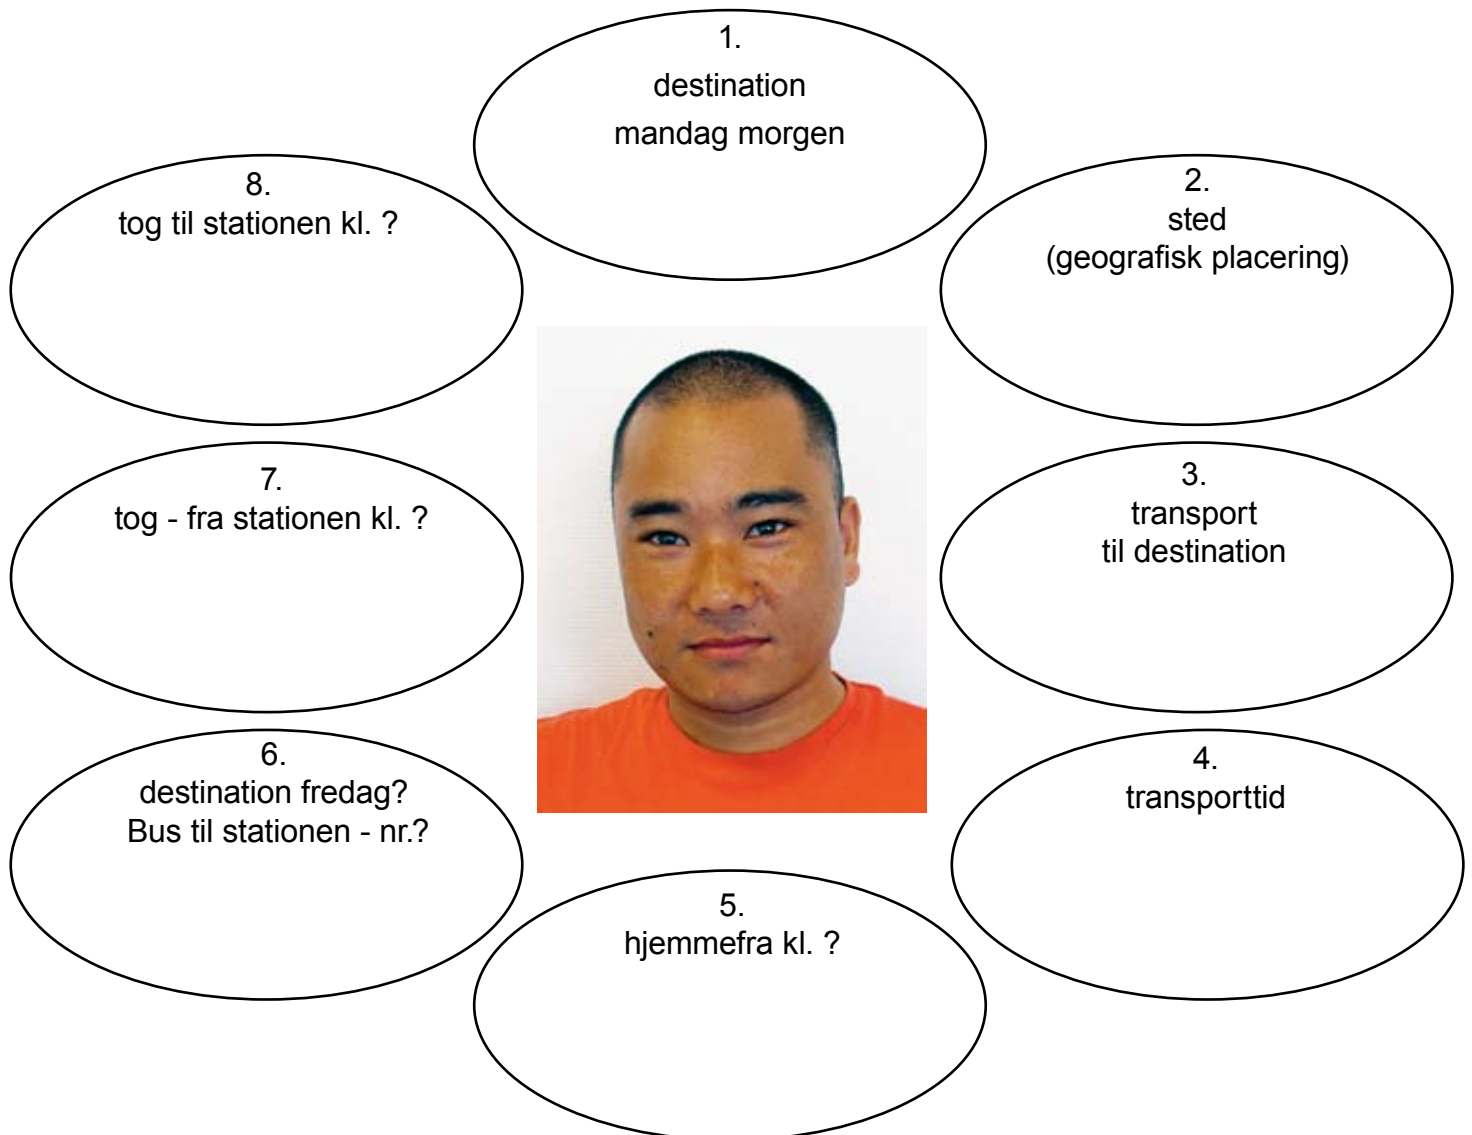 1.
destination
mandag morgen
2.
sted
(geografisk placering)
3.
transport
til destination
4.
transporttid
5.
hjemmefra kl. ?
6.
destination fredag?
Bus til stationen - nr.?
7.
tog - fra stationen kl. ?
8.
tog til stationen kl. ?